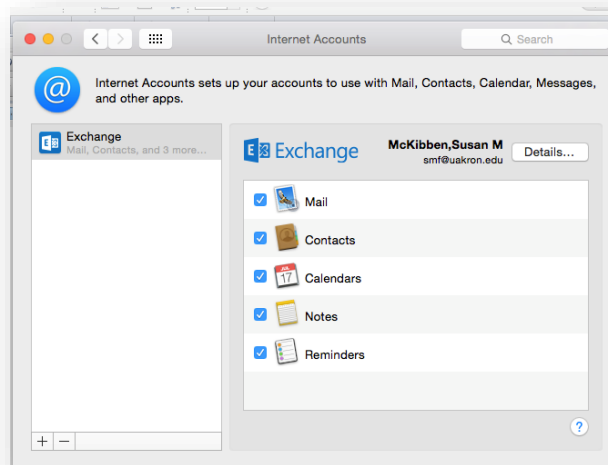 Internet Accounts
Search
Internet Accounts sets up your accounts to use with Mail, Contacts, Calendar, Messages,
and other apps.
Exchange
Mail, Contacts, and 3 more...
E Exchange
McKibben,Susan M
smf@uakron.edu
Details...
Mail
Contacts
JUL
17
Calendars
Notes
Reminders
?
+ −